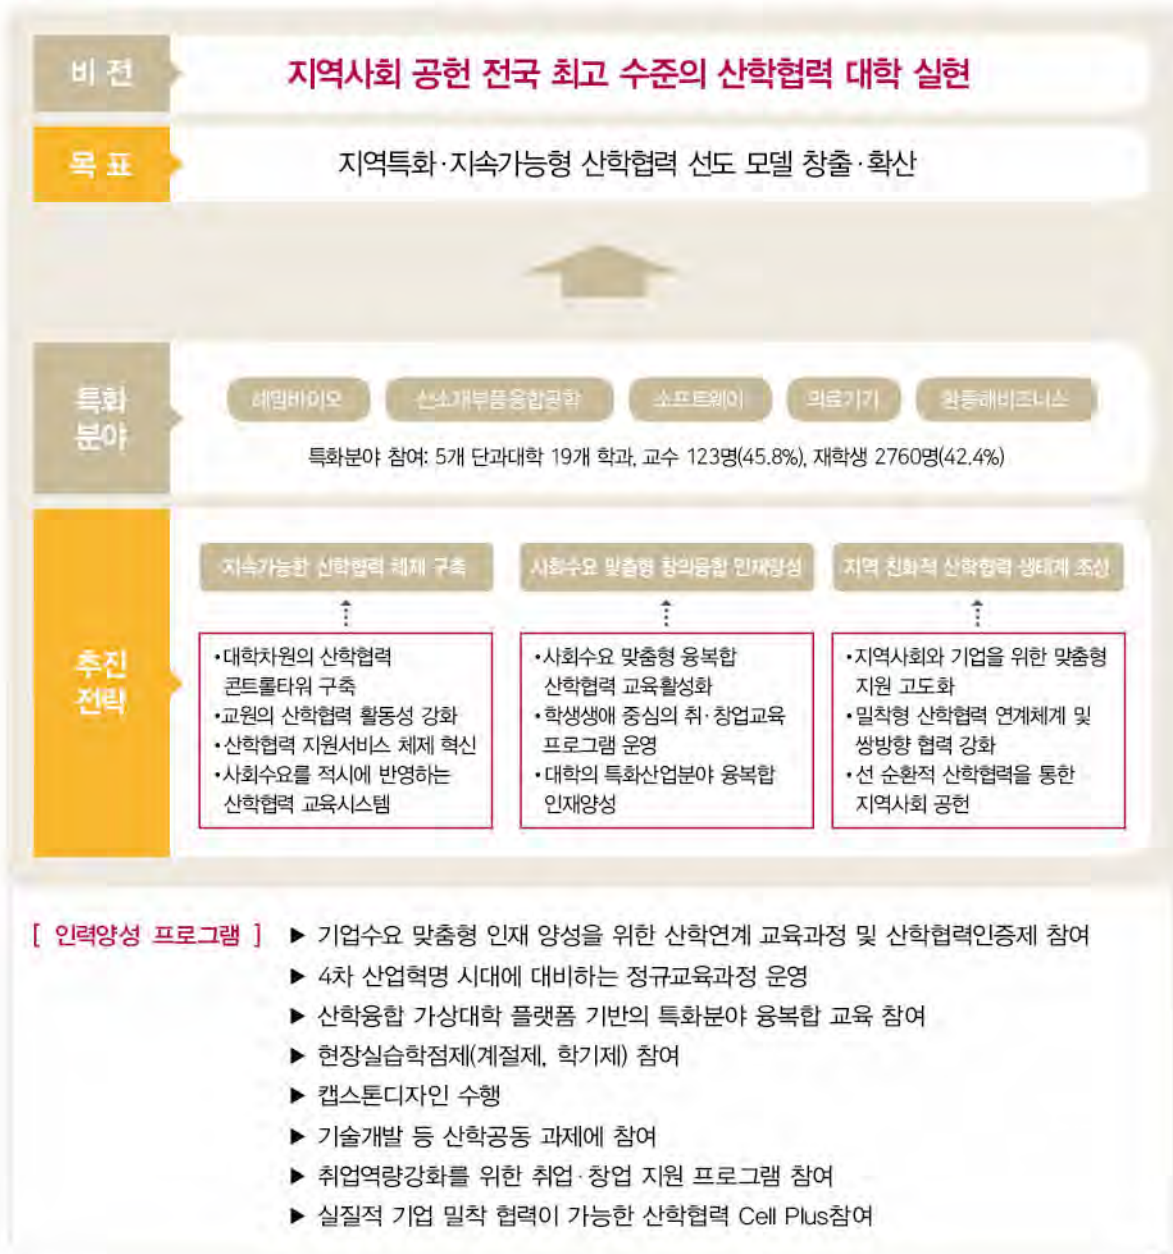 비 전
지역사회 공헌 전국 최고 수준의 산학협력 대학 실현
목 표
지역특화·지속가능형 산학협력 선도 모델 창출·확산
특화
분야
헬스바이오
신소재부품융합공학
소프트웨어
의료기기
환동해비즈니스
특화분야 참여: 5개 단과대학 19개 학과, 교수 123명(45.8%), 재학생 2760명(42.4%)
추진
전략
지속가능한 산학협력 체제 구축
•대학차원의 산학협력
콘트롤타워 구축
•교원의 산학협력 활동성 강화
•산학협력 지원서비스 체제 혁신
•사회수요를 적시에 반영하는
산학협력 교육시스템
사회수요 맞춤형 창의융합 인재양성
•사회수요 맞춤형 융복합
산학협력 교육활성화
•학생생애 중심의 취·창업교육
프로그램 운영
•대학의 특화산업분야 융복합
인재양성
지역 친화적 산학협력 생태계 조성
•지역사회와 기업을 위한 맞춤형
지원 고도화
•밀착형 산학협력 연계체계 및
쌍방향 협력 강화
•선 순환적 산학협력을 통한
지역사회 공헌
[ 인력양성 프로그램 ]
▶ 기업수요 맞춤형 인재 양성을 위한 산학연계 교육과정 및 산학협력인증제 참여
▶ 4차 산업혁명 시대에 대비하는 정규교육과정 운영
▶ 산학융합 가상대학 플랫폼 기반의 특화분야 융복합 교육 참여
▶ 현장실습학점제(계절제, 학기제) 참여
▶ 캡스톤디자인 수행
▶ 기술개발 등 산학공동 과제에 참여
▶ 취업역량강화를 위한 취업·창업 지원 프로그램 참여
▶ 실질적 기업 밀착 협력이 가능한 산학협력 Cell Plus참여